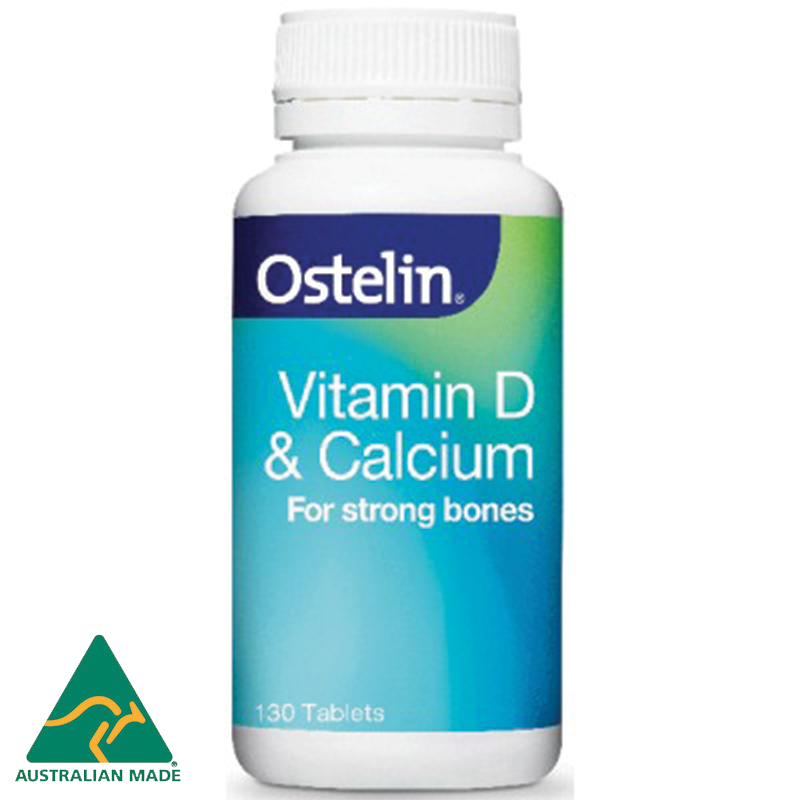 Ostelin®
Vitamin D
& Calcium
For strong bones
130 Tablets
AUSTRALIAN MADE®